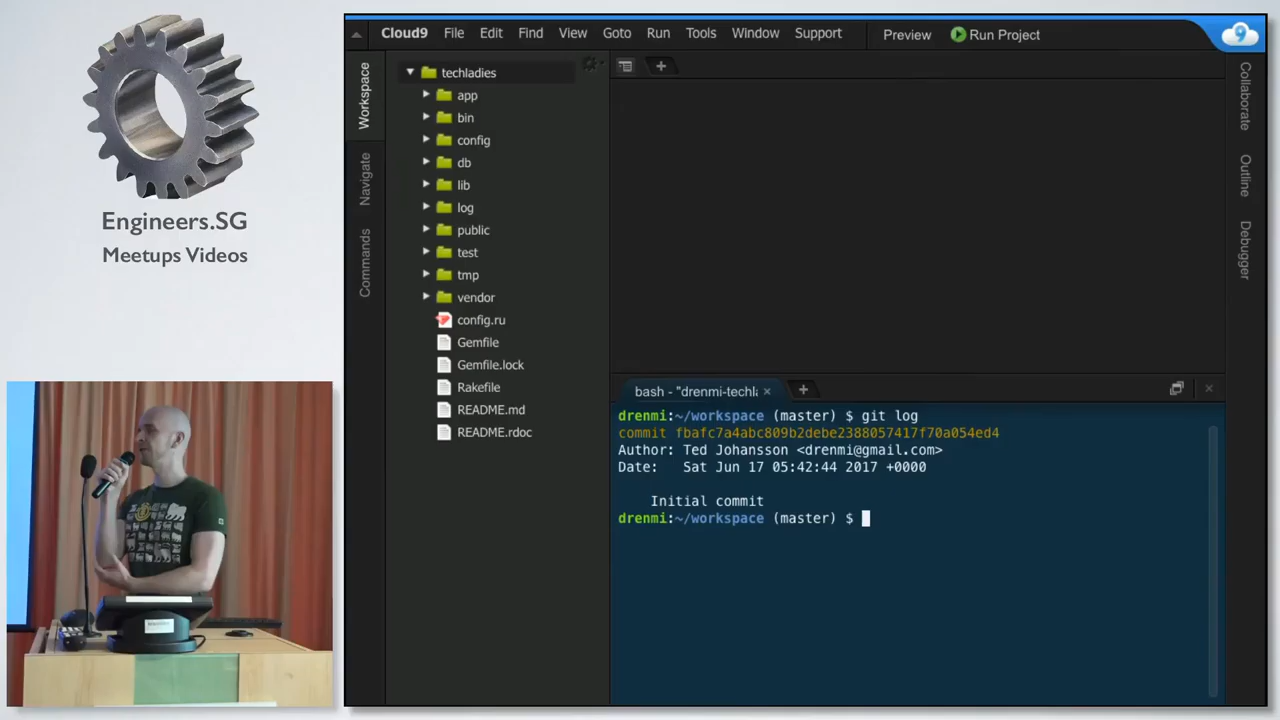 Engineers.SG
Meetups Videos
Cloud9 File Edit Find View Goto Run Tools Window Support Preview Run Project
Workspace
Navigate
Commands
techladies
app
bin
config
db
lib
log
public
test
tmp
vendor
config.ru
Gemfile
Gemfile.lock
Rakefile
README.md
README.rdoc
Collaborate
Outline
Debugger
bash - "drenmi-techla
drenmi:~/workspace (master) $ git log
commit fbafc7a4abc809b2debe2388057417f70a054ed4
Author: Ted Johansson <drenmi@gmail.com>
Date: Sat Jun 17 05:42:44 2017 +0000
Initial commit
drenmi:~/workspace (master) $